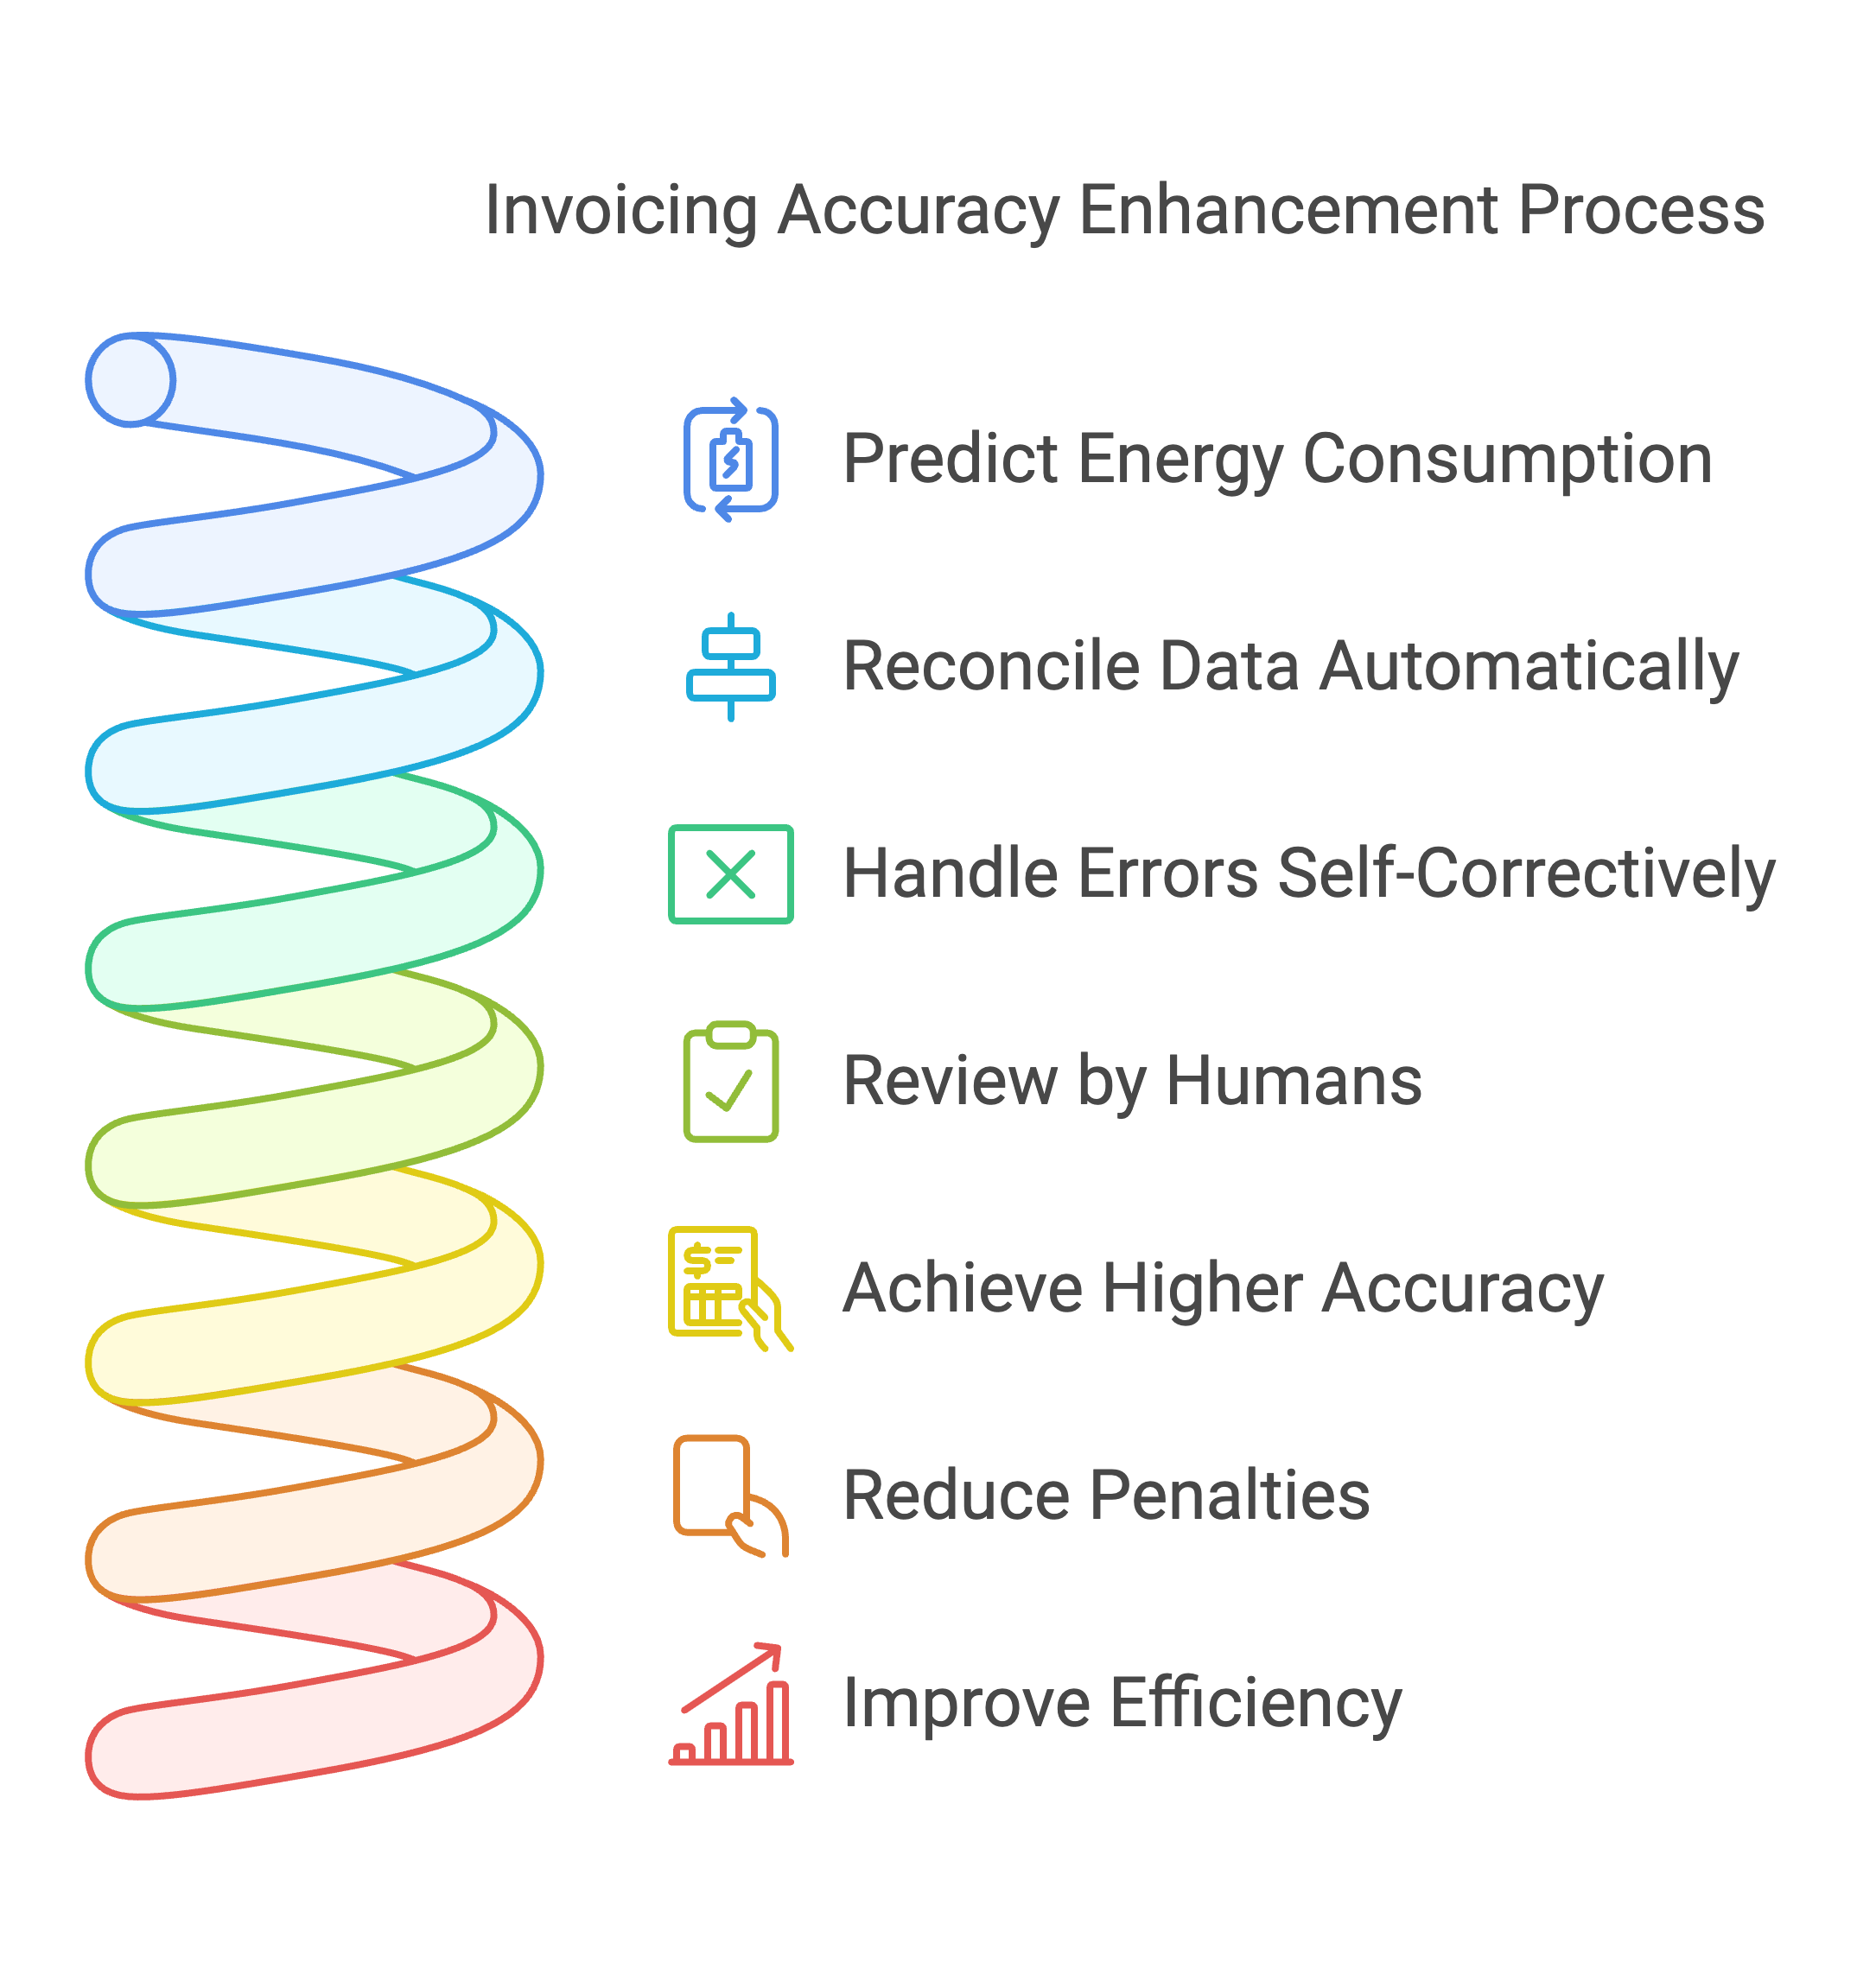 Invoicing Accuracy Enhancement Process
Predict Energy Consumption
Reconcile Data Automatically
Handle Errors Self-Correctively
Review by Humans
$
Achieve Higher Accuracy
Reduce Penalties
Improve Efficiency